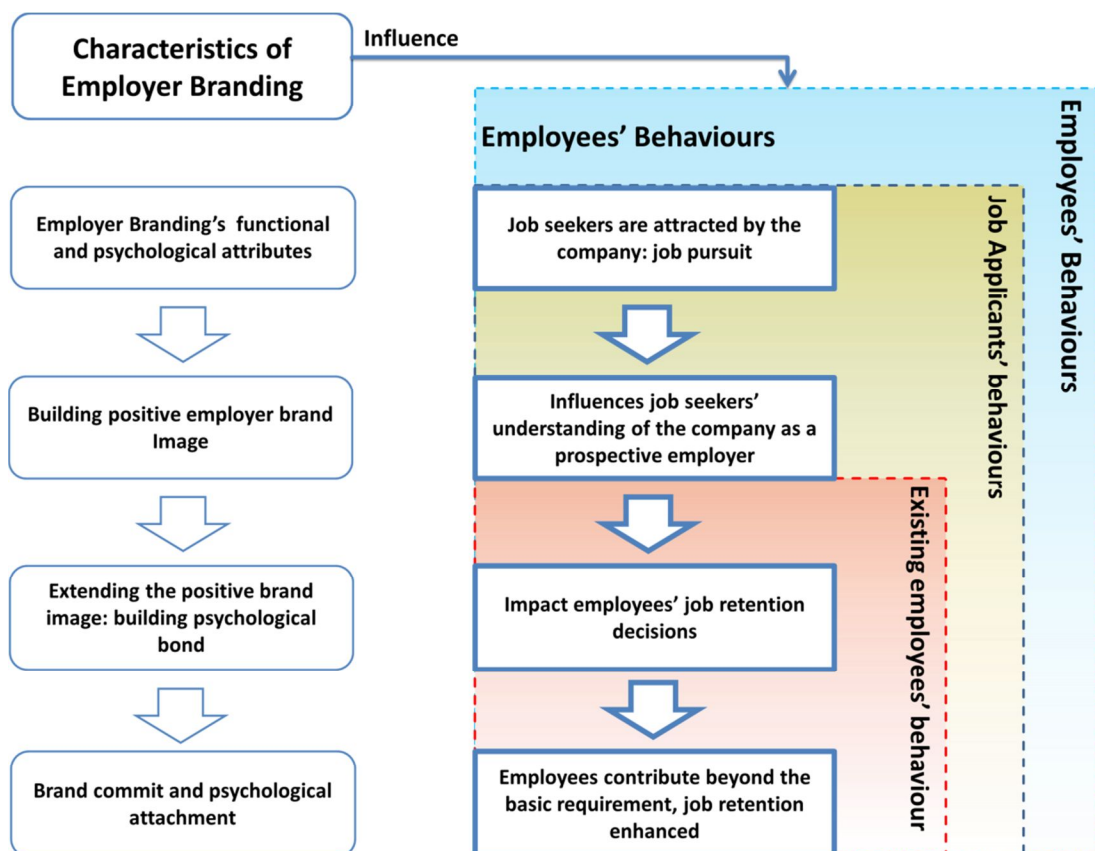 Characteristics of
Employer Branding
Influence
Employees’ Behaviours
Employer Branding’s functional
and psychological attributes
Building positive employer brand
Image
Extending the positive brand
image: building psychological
bond
Brand commit and psychological
attachment
Job seekers are attracted by the
company: job pursuit
Influences job seekers’
understanding of the company as a
prospective employer
Impact employees’ job retention
decisions
Employees contribute beyond the
basic requirement, job retention
enhanced
Existing employees’ behaviour
Job Applicants’ behaviours
Employees’ Behaviours